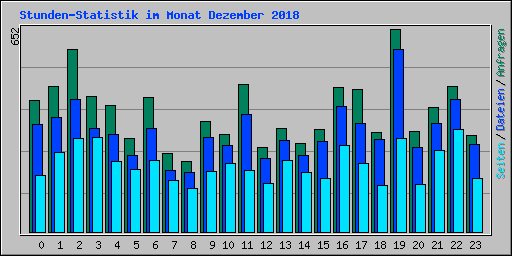 Stunden-Statistik im Monat Dezember 2018
652
Seiten / Dateien / Anfragen
0 1 2 3 4 5 6 7 8 9 10 11 12 13 14 15 16 17 18 19 20 21 22 23